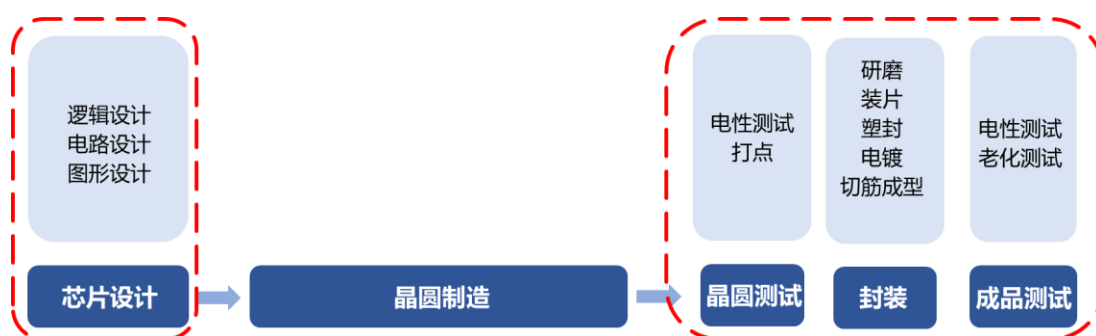 逻辑设计
电路设计
图形设计
电性测试
打点
研磨
装片
塑封
电镀
切筋成型
电性测试
老化测试
芯片设计
晶圆制造
晶圆测试
封装
成品测试